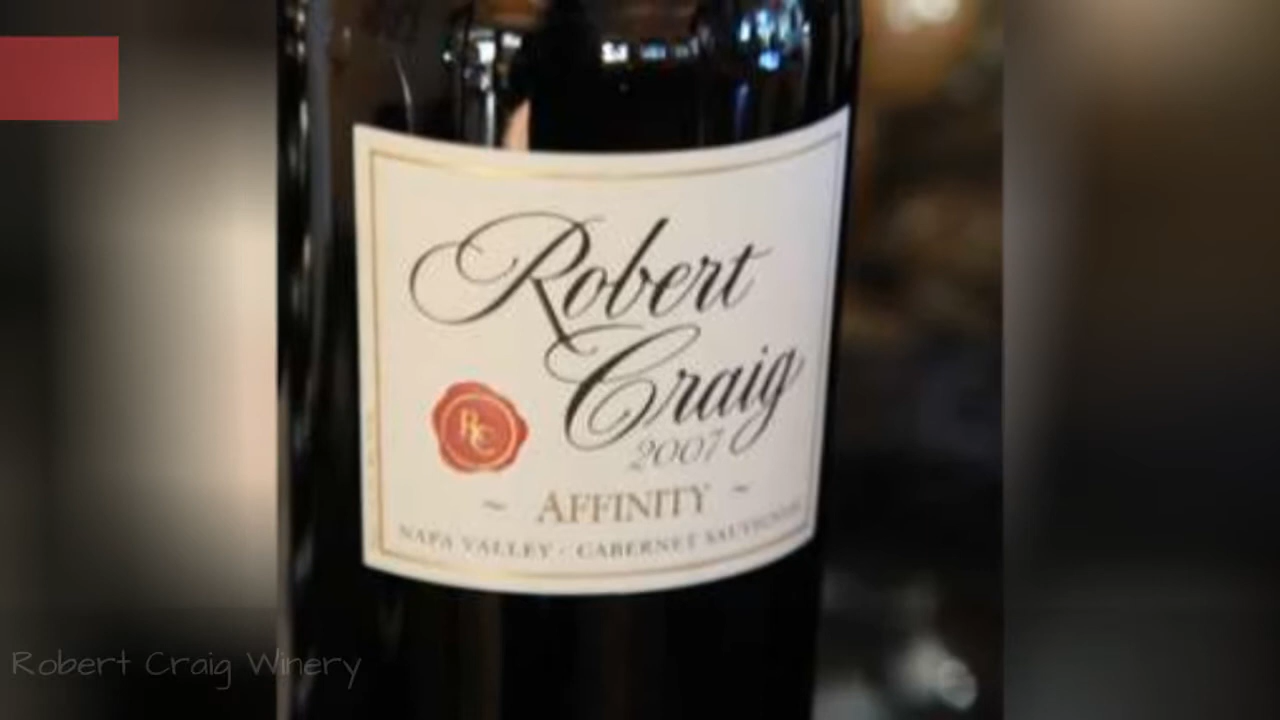 Robert
Craig
2007
RC
~ AFFINITY ~
NAPA VALLEY · CABERNET SAUVIGNON
Robert Craig Winery